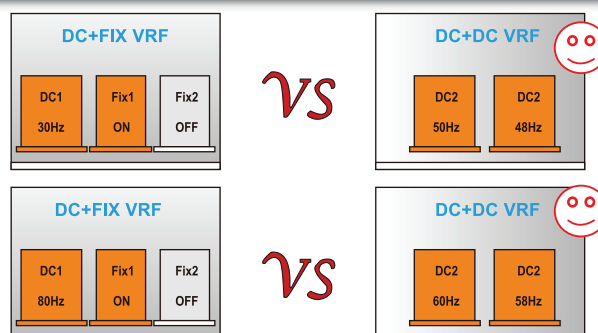 DC+FIX VRF
DC1
30Hz
Fix1
ON
Fix2
OFF
VS
DC+DC VRF
DC2
50Hz
DC2
48Hz
DC+FIX VRF
DC1
80Hz
Fix1
ON
Fix2
OFF
VS
DC+DC VRF
DC2
60Hz
DC2
58Hz